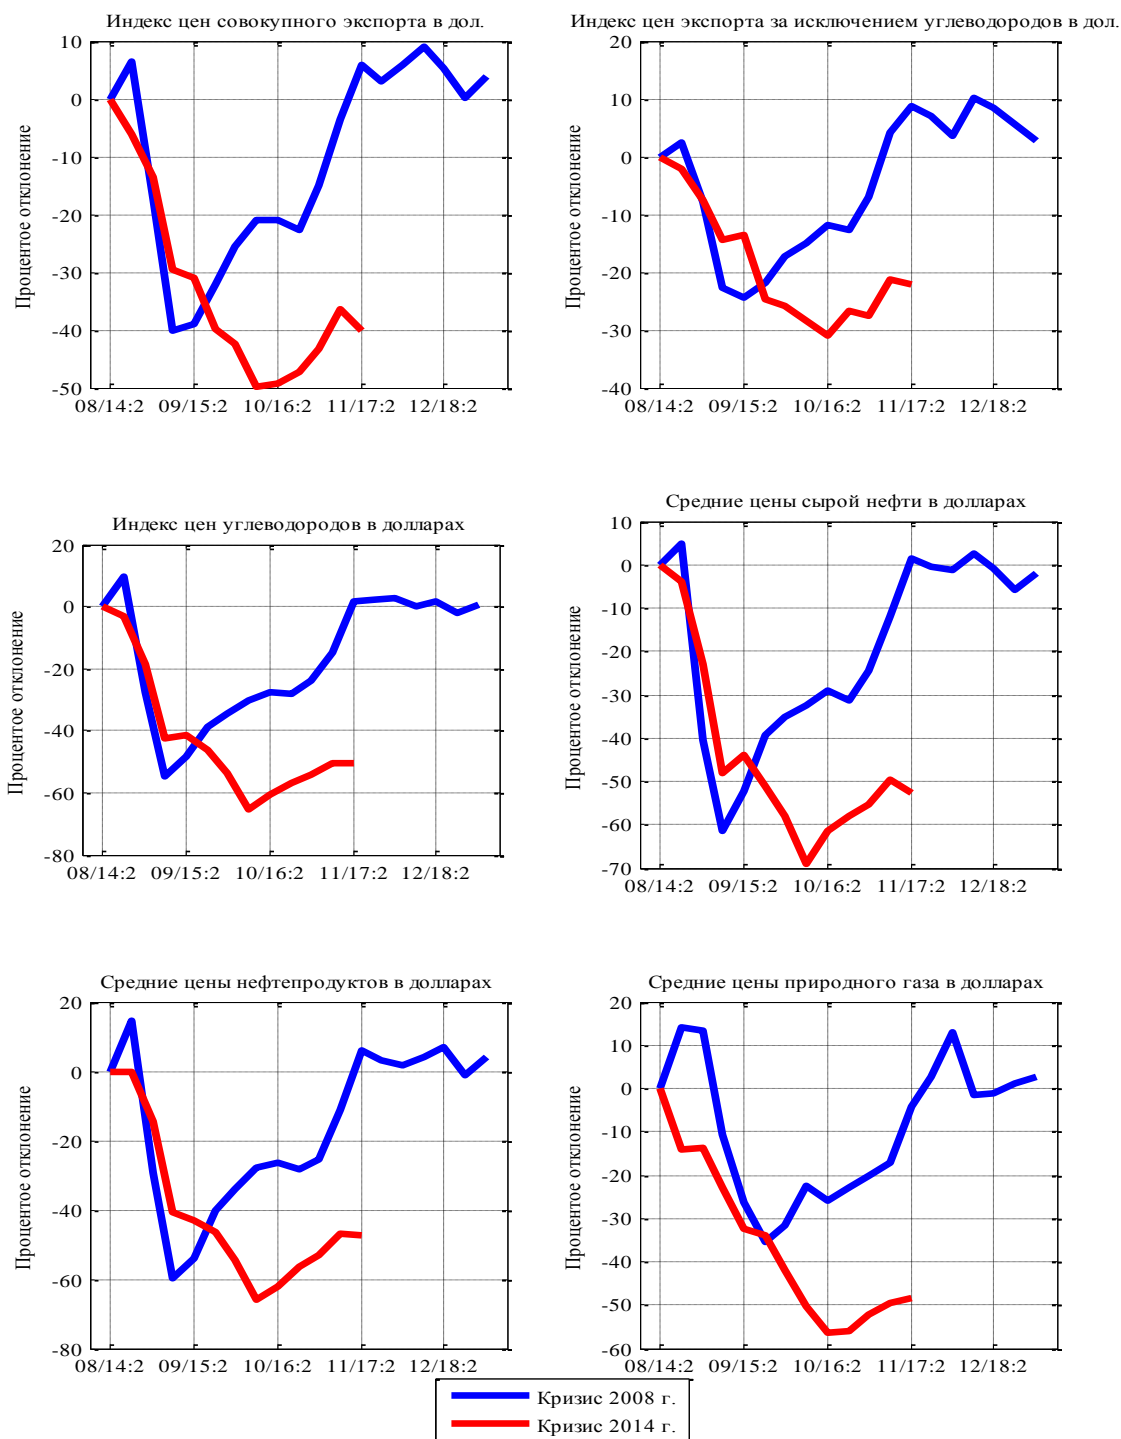 Индекс цен совокупного экспорта в дол.
Процентое отклонение
10
0
-10
-20
-30
-40
-50
08/14:2 09/15:2 10/16:2 11/17:2 12/18:2
Индекс цен экспорта за исключением углеводородов в дол.
Процентое отклонение
20
10
0
-10
-20
-30
-40
08/14:2 09/15:2 10/16:2 11/17:2 12/18:2
Индекс цен углеводородов в долларах
Процентое отклонение
20
0
-20
-40
-60
-80
08/14:2 09/15:2 10/16:2 11/17:2 12/18:2
Средние цены сырой нефти в долларах
Процентое отклонение
10
0
-10
-20
-30
-40
-50
-60
-70
08/14:2 09/15:2 10/16:2 11/17:2 12/18:2
Средние цены нефтепродуктов в долларах
Процентое отклонение
20
0
-20
-40
-60
-80
08/14:2 09/15:2 10/16:2 11/17:2 12/18:2
Средние цены природного газа в долларах
Процентое отклонение
20
10
0
-10
-20
-30
-40
-50
-60
08/14:2 09/15:2 10/16:2 11/17:2 12/18:2
Кризис 2008 г.
Кризис 2014 г.